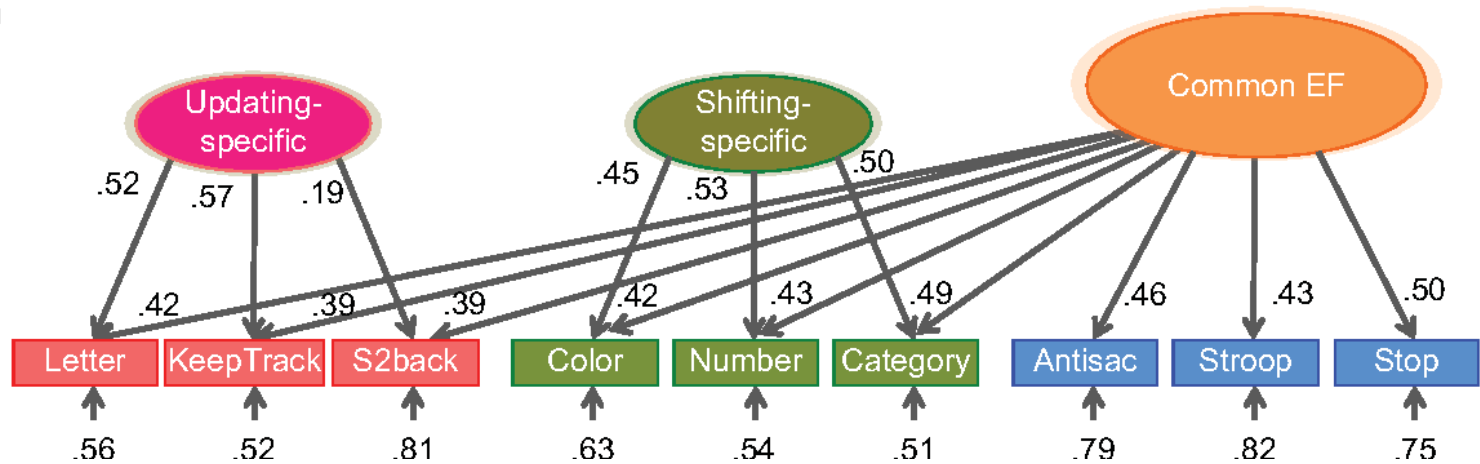 Updating-
specific
Shifting-
specific
Common EF
.52
.57
.19
.45
.53
.50
.42
.39
.39
.42
.43
.49
.46
.43
.50
Letter
KeepTrack
S2back
Color
Number
Category
Antisac
Stroop
Stop
.56
.52
.81
.63
.54
.51
.79
.82
.75